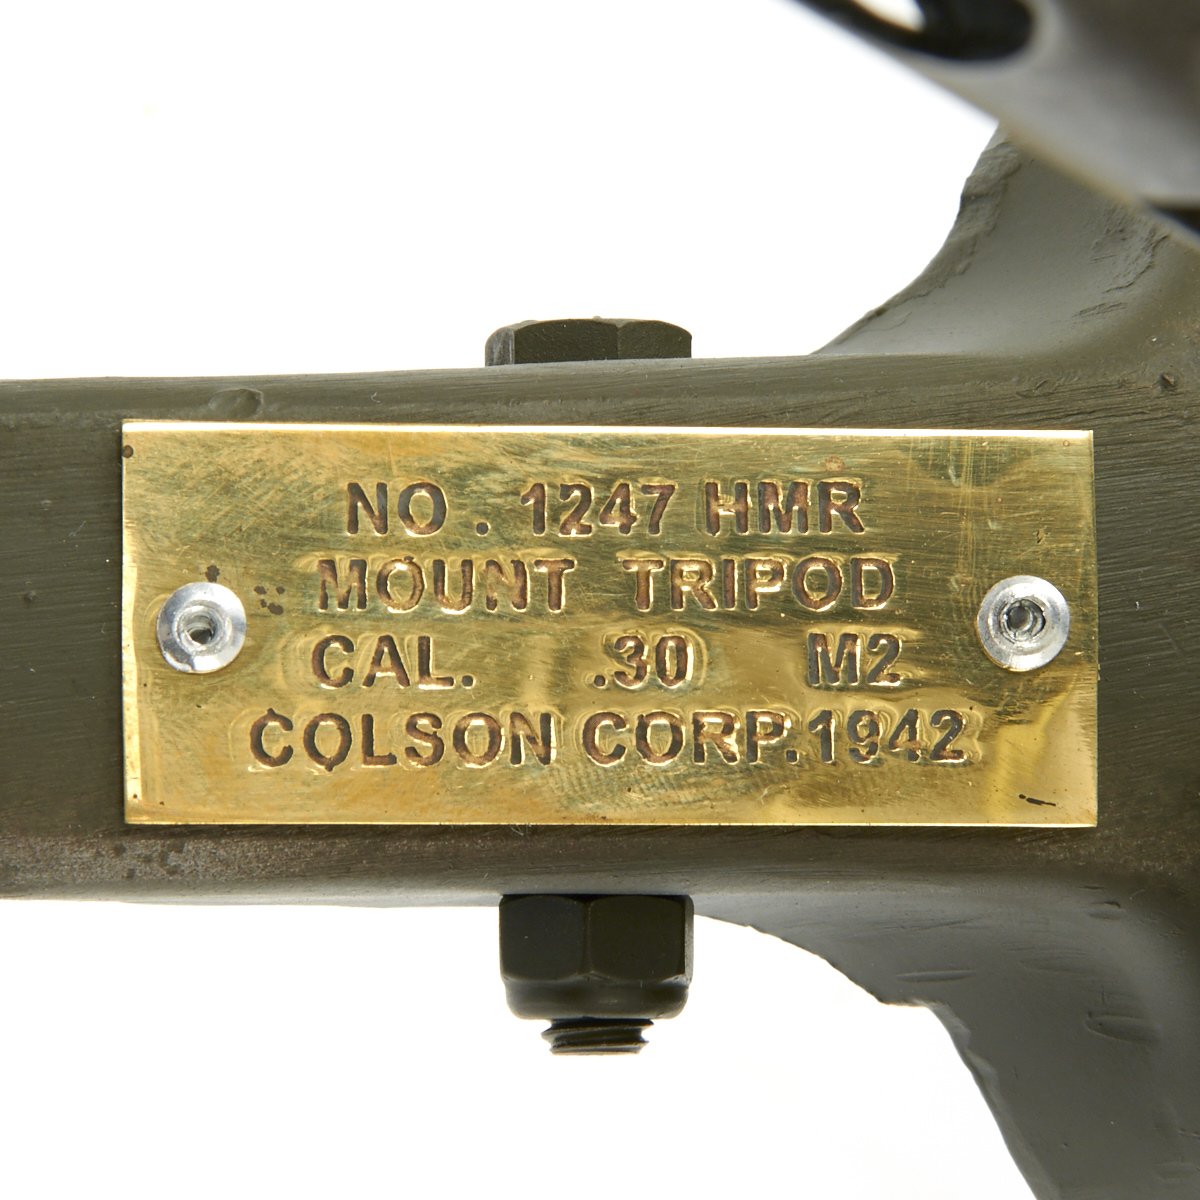 NO. 1247 HMR
MOUNT TRIPOD
CAL. .30 M2
COLSON CORP. 1942